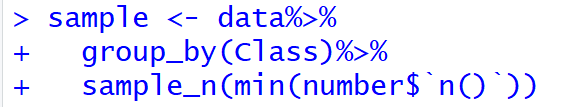 > sample <- data%>%
+   group_by(Class)%>%
+   sample_n(min(number$`n()`))